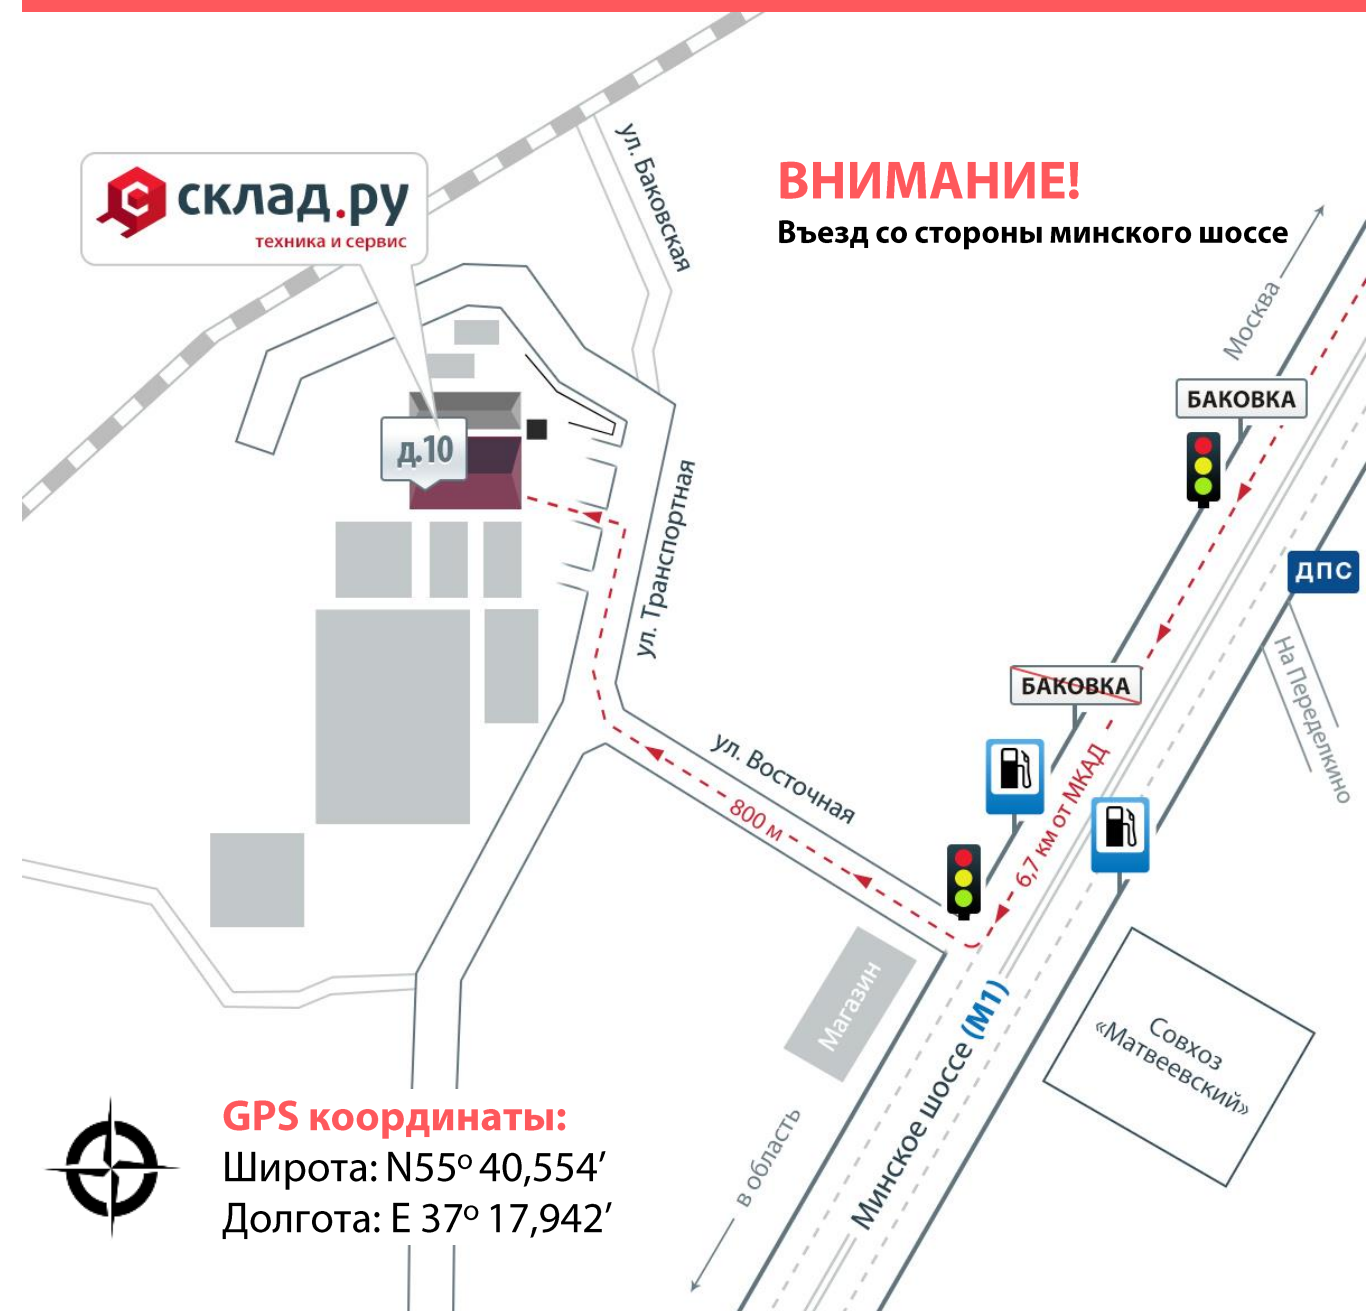 ул. Баковская
ВНИМАНИЕ!
Въезд со стороны минского шоссе
склад.ру
техника и сервис
Москва
БАКОВКА
д.10
ул. Транспортная
ДПС
На Переделкино
БАКОВКА
ул. Восточная
800 м
6,7 км от МКАД
Магазин
Минское шоссе (М1)
Совхоз
«Матвеевский»
в область
GPS координаты:
Широта: N55º 40,554’
Долгота: E 37º 17,942’